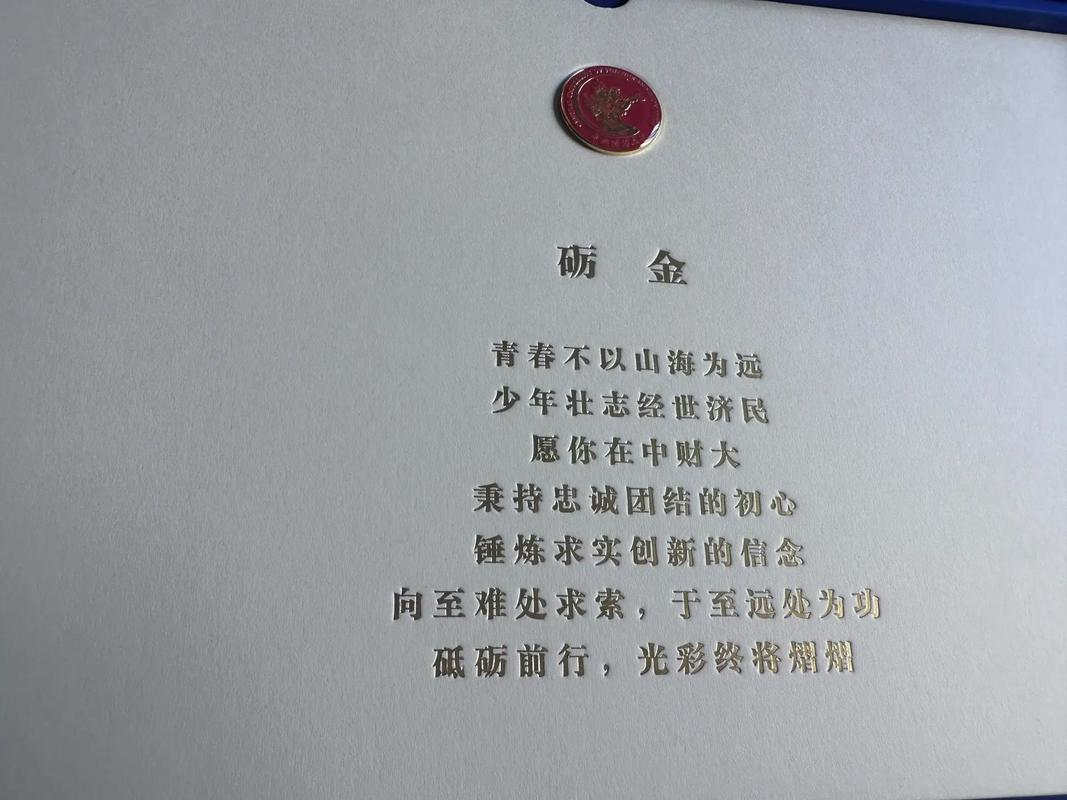 砺 金
青春不以山海为远
少年壮志经世济民
愿你在中财大
秉持忠诚团结的初心
锤炼求实创新的信念
向至难处求索，于至远处为功
砥砺前行，光彩终将熠熠